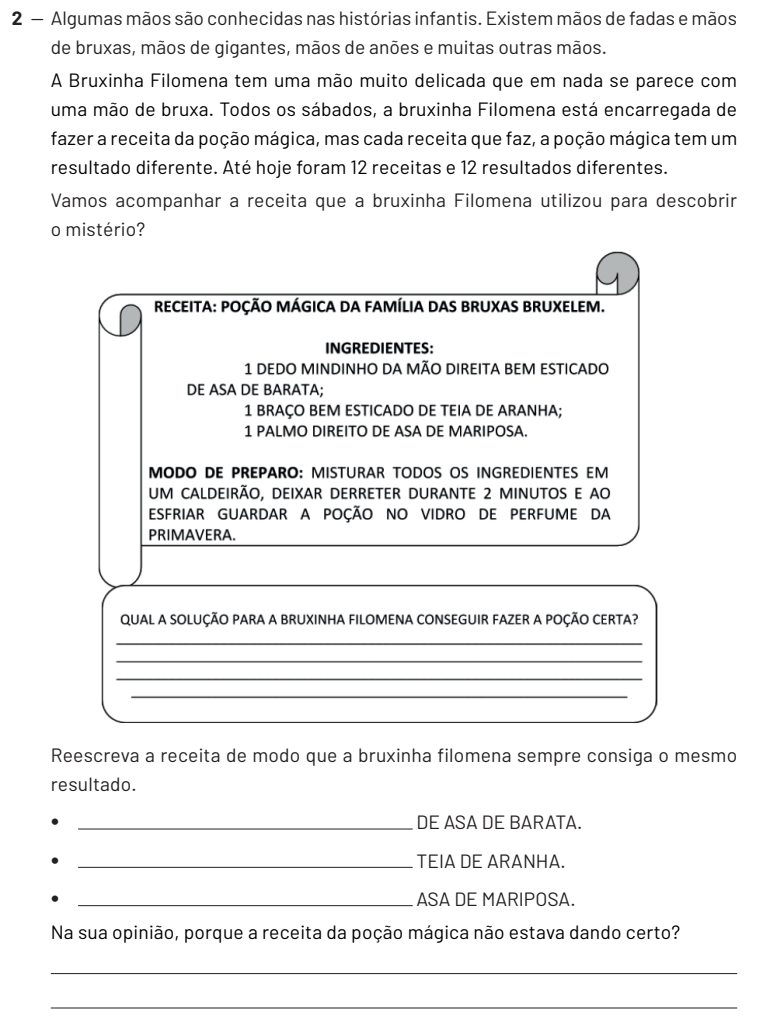 2 — Algumas mãos são conhecidas nas histórias infantis. Existem mãos de fadas e mãos
de bruxas, mãos de gigantes, mãos de anões e muitas outras mãos.
A Bruxinha Filomena tem uma mão muito delicada que em nada se parece com
uma mão de bruxa. Todos os sábados, a bruxinha Filomena está encarregada de
fazer a receita da poção mágica, mas cada receita que faz, a poção mágica tem um
resultado diferente. Até hoje foram 12 receitas e 12 resultados diferentes.
Vamos acompanhar a receita que a bruxinha Filomena utilizou para descobrir
o mistério?
RECEITA: POÇÃO MÁGICA DA FAMÍLIA DAS BRUXAS BRUXELEM.
INGREDIENTES:
1 DEDO MINDINHO DA MÃO DIREITA BEM ESTICADO
DE ASA DE BARATA;
1 BRAÇO BEM ESTICADO DE TEIA DE ARANHA;
1 PALMO DIREITO DE ASA DE MARIPOSA.
MODO DE PREPARO: MISTURAR TODOS OS INGREDIENTES EM
UM CALDEIRÃO, DEIXAR DERRETER DURANTE 2 MINUTOS E AO
ESFRIAR GUARDAR A POÇÃO NO VIDRO DE PERFUME DA
PRIMAVERA.
QUAL A SOLUÇÃO PARA A BRUXINHA FILOMENA CONSEGUIR FAZER A POÇÃO CERTA?
Reescreva a receita de modo que a bruxinha filomena sempre consiga o mesmo
resultado.
• DE ASA DE BARATA.
• TEIA DE ARANHA.
• ASA DE MARIPOSA.
Na sua opinião, porque a receita da poção mágica não estava dando certo?